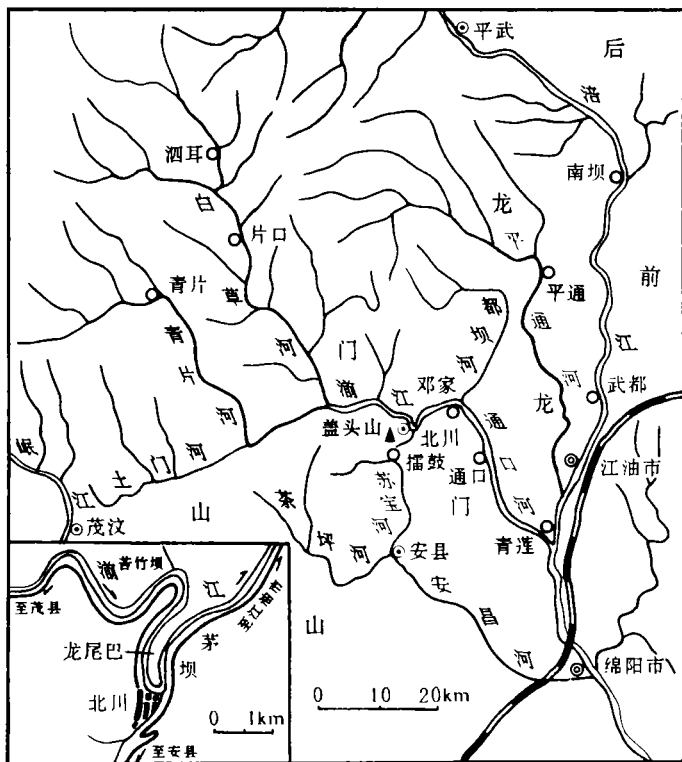 平武
后
涪
泗耳
南坝
白
龙
片口
平
青片
平通
前
草
都
坝
河
通
青
片
河
河
门
湔
江
邓家
江
河
武都
盖头山
北川
通
口
河
龙
岷
江
土
门
河
擂鼓
通口
江油市
山
茶
坪
河
苏
宝
河
门
茂汶
安县
青莲
安
昌
河
山
绵阳市
0 10 20km
湔
苦竹坝
江
至茂县
至江油市
龙尾巴
茅
坝
北川
0 1km
至安县